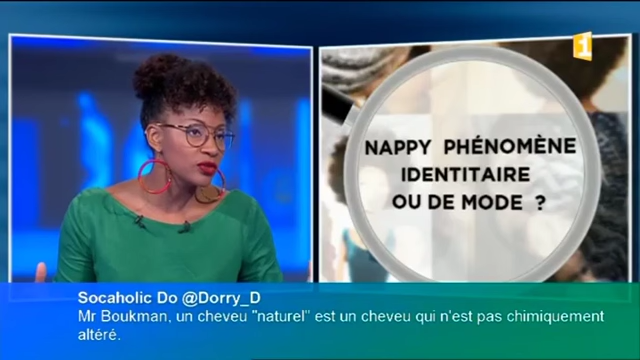 1
NAPPY PHÉNOMÈNE
IDENTITAIRE
OU DE MODE ?
Socaholic Do @Dorry_D
Mr Boukman, un cheveu "naturel" est un cheveu qui n'est pas chimiquement
altéré.